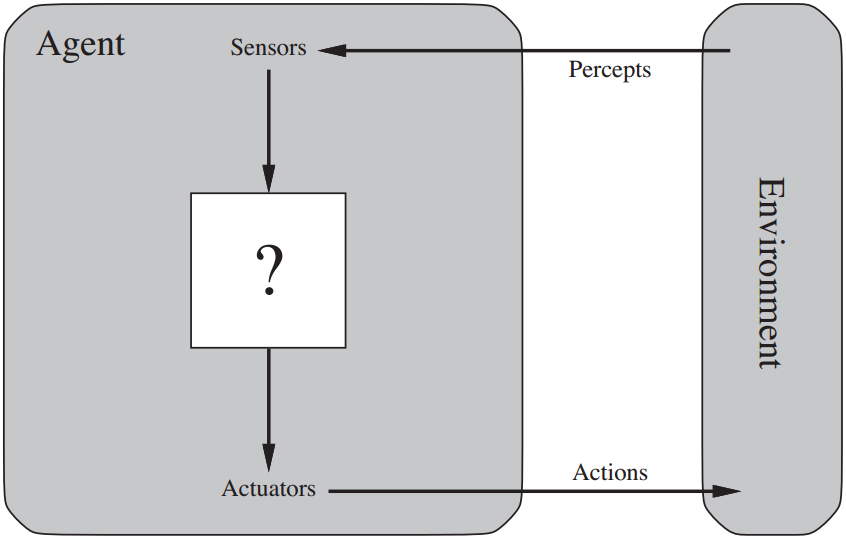 Agent
Sensors
Percepts
?
Environment
Actions
Actuators